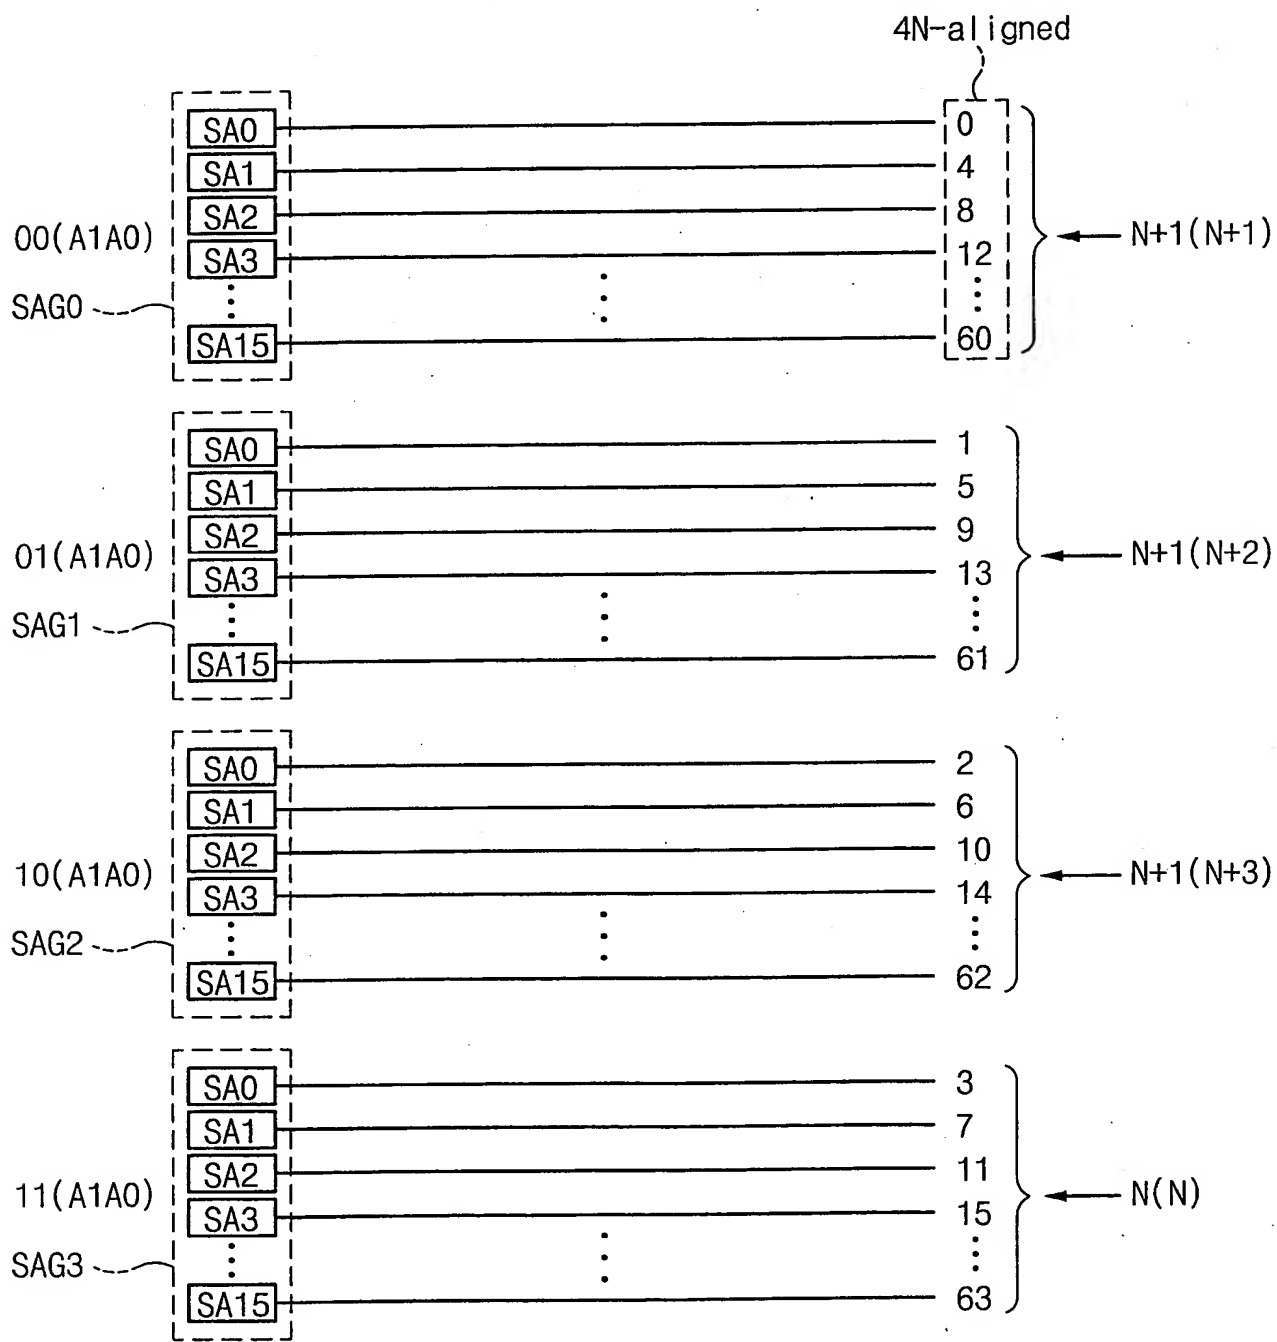 4N-aligned
SA0 0
SA1 4
SA2 8
00(A1A0) N+1(N+1)
SA3 12
SAG0
SA15 60
SA0 1
SA1 5
SA2 9
01(A1A0) N+1(N+2)
SA3 13
SAG1
SA15 61
SA0 2
SA1 6
SA2 10
10(A1A0) N+1(N+3)
SA3 14
SAG2
SA15 62
SA0 3
SA1 7
SA2 11
11(A1A0) N(N)
SA3 15
SAG3
SA15 63